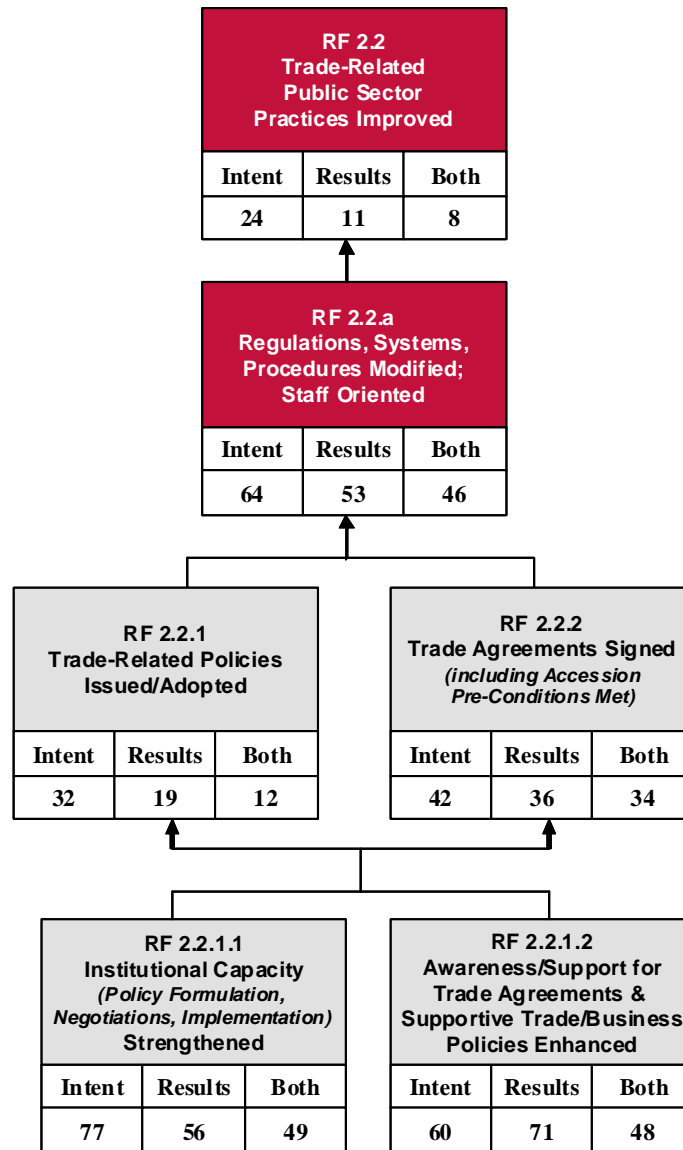 RF 2.2
Trade-Related
Public Sector
Practices Improved
Intent Results Both
24 11 8
RF 2.2.a
Regulations, Systems,
Procedures Modified;
Staff Oriented
Intent Results Both
64 53 46
RF 2.2.1
Trade-Related Policies
Issued/Adopted
Intent Results Both
32 19 12
RF 2.2.2
Trade Agreements Signed
(including Accession
Pre-Conditions Met)
Intent Results Both
42 36 34
RF 2.2.1.1
Institutional Capacity
(Policy Formulation,
Negotiations, Implementation)
Strengthened
Intent Results Both
77 56 49
RF 2.2.1.2
Awareness/Support for
Trade Agreements &
Supportive Trade/Business
Policies Enhanced
Intent Results Both
60 71 48